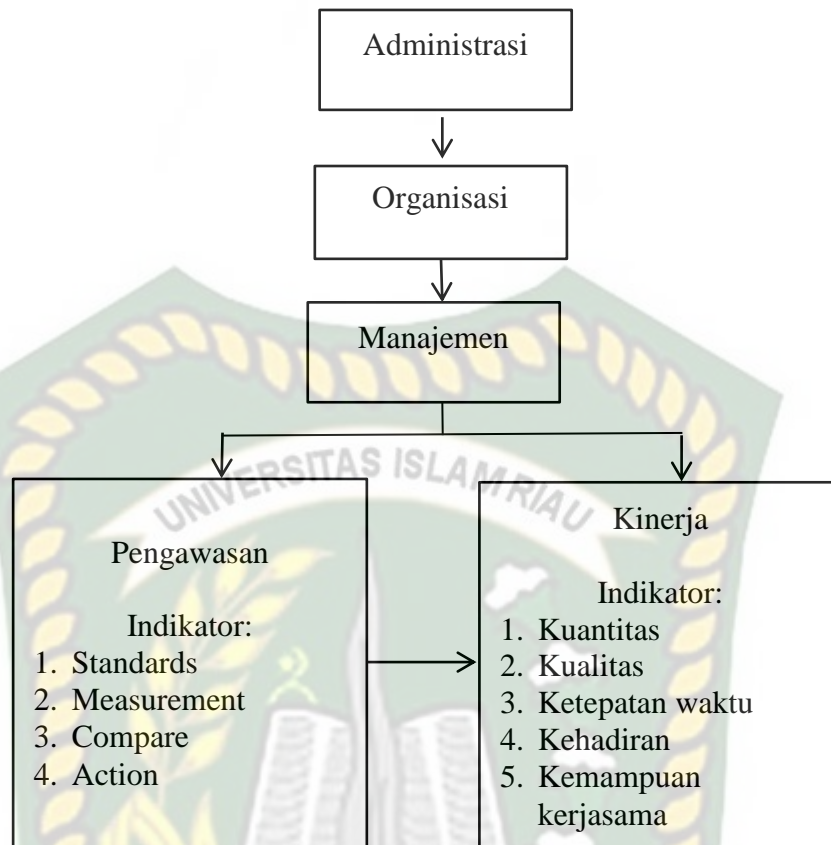 Administrasi
Organisasi
Manajemen
UNIVERSITAS ISLAM RIAU
Pengawasan
Indikator:
1. Standards
2. Measurement
3. Compare
4. Action
Kinerja
Indikator:
1. Kuantitas
2. Kualitas
3. Ketepatan waktu
4. Kehadiran
5. Kemampuan
kerjasama